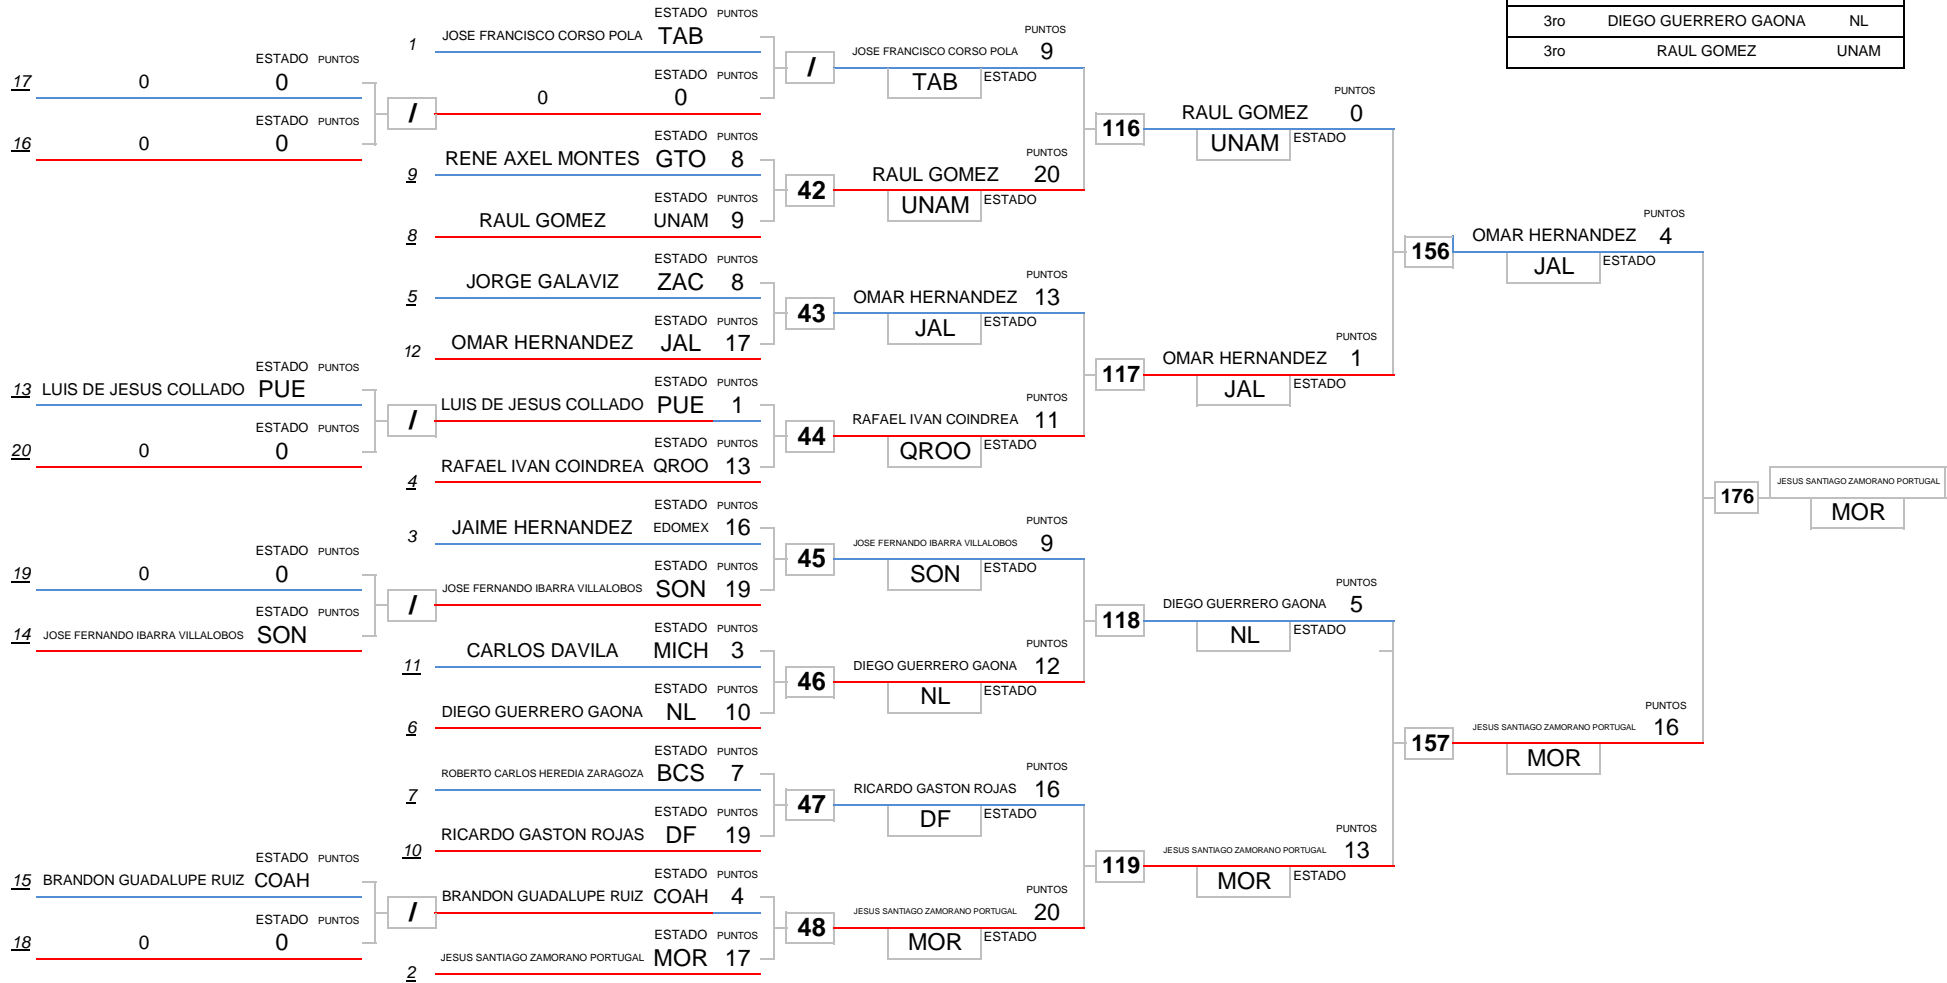 3ro DIEGO GUERRERO GAONA NL
3ro RAUL GOMEZ UNAM
17 0 ESTADO PUNTOS 0
16 0 ESTADO PUNTOS 0
/
13 LUIS DE JESUS COLLADO ESTADO PUNTOS PUE
20 0 ESTADO PUNTOS 0
/
19 0 ESTADO PUNTOS 0
14 JOSE FERNANDO IBARRA VILLALOBOS ESTADO PUNTOS SON
/
15 BRANDON GUADALUPE RUIZ ESTADO PUNTOS COAH
18 0 ESTADO PUNTOS 0
/
1 JOSE FRANCISCO CORSO POLA ESTADO PUNTOS TAB
0 ESTADO PUNTOS 0
/
9 RENE AXEL MONTES ESTADO PUNTOS GTO 8
8 RAUL GOMEZ ESTADO PUNTOS UNAM 9
42
5 JORGE GALAVIZ ESTADO PUNTOS ZAC 8
12 OMAR HERNANDEZ ESTADO PUNTOS JAL 17
43
LUIS DE JESUS COLLADO ESTADO PUNTOS PUE 1
4 RAFAEL IVAN COINDREA ESTADO PUNTOS QROO 13
44
3 JAIME HERNANDEZ ESTADO PUNTOS EDOMEX 16
JOSE FERNANDO IBARRA VILLALOBOS ESTADO PUNTOS SON 19
45
11 CARLOS DAVILA ESTADO PUNTOS MICH 3
6 DIEGO GUERRERO GAONA ESTADO PUNTOS NL 10
46
7 ROBERTO CARLOS HEREDIA ZARAGOZA ESTADO PUNTOS BCS 7
10 RICARDO GASTON ROJAS ESTADO PUNTOS DF 19
47
BRANDON GUADALUPE RUIZ ESTADO PUNTOS COAH 4
2 JESUS SANTIAGO ZAMORANO PORTUGAL ESTADO PUNTOS MOR 17
48
PUNTOS
JOSE FRANCISCO CORSO POLA 9
TAB ESTADO
PUNTOS
RAUL GOMEZ 20
UNAM ESTADO
116
PUNTOS
OMAR HERNANDEZ 13
JAL ESTADO
PUNTOS
RAFAEL IVAN COINDREA 11
QROO ESTADO
117
PUNTOS
JOSE FERNANDO IBARRA VILLALOBOS 9
SON ESTADO
PUNTOS
DIEGO GUERRERO GAONA 12
NL ESTADO
118
PUNTOS
RICARDO GASTON ROJAS 16
DF ESTADO
PUNTOS
JESUS SANTIAGO ZAMORANO PORTUGAL 20
MOR ESTADO
119
PUNTOS
RAUL GOMEZ 0
UNAM ESTADO
PUNTOS
OMAR HERNANDEZ 1
JAL ESTADO
156
PUNTOS
DIEGO GUERRERO GAONA 5
NL ESTADO
PUNTOS
JESUS SANTIAGO ZAMORANO PORTUGAL 13
MOR ESTADO
157
PUNTOS
OMAR HERNANDEZ 4
JAL ESTADO
PUNTOS
JESUS SANTIAGO ZAMORANO PORTUGAL 16
MOR
176
JESUS SANTIAGO ZAMORANO PORTUGAL
MOR